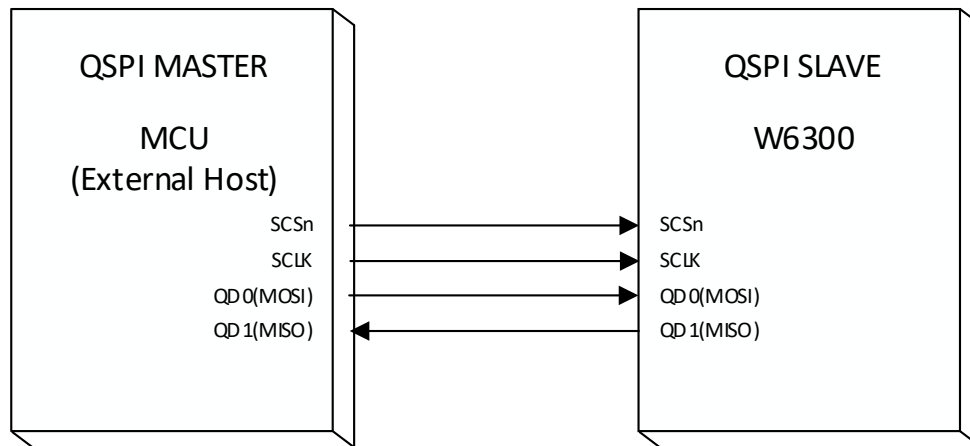 QSPI MASTER
MCU
(External Host)
SCSn
SCLK
QD0(MOSI)
QD1(MISO)
QSPI SLAVE
W6300
SCSn
SCLK
QD0(MOSI)
QD1(MISO)